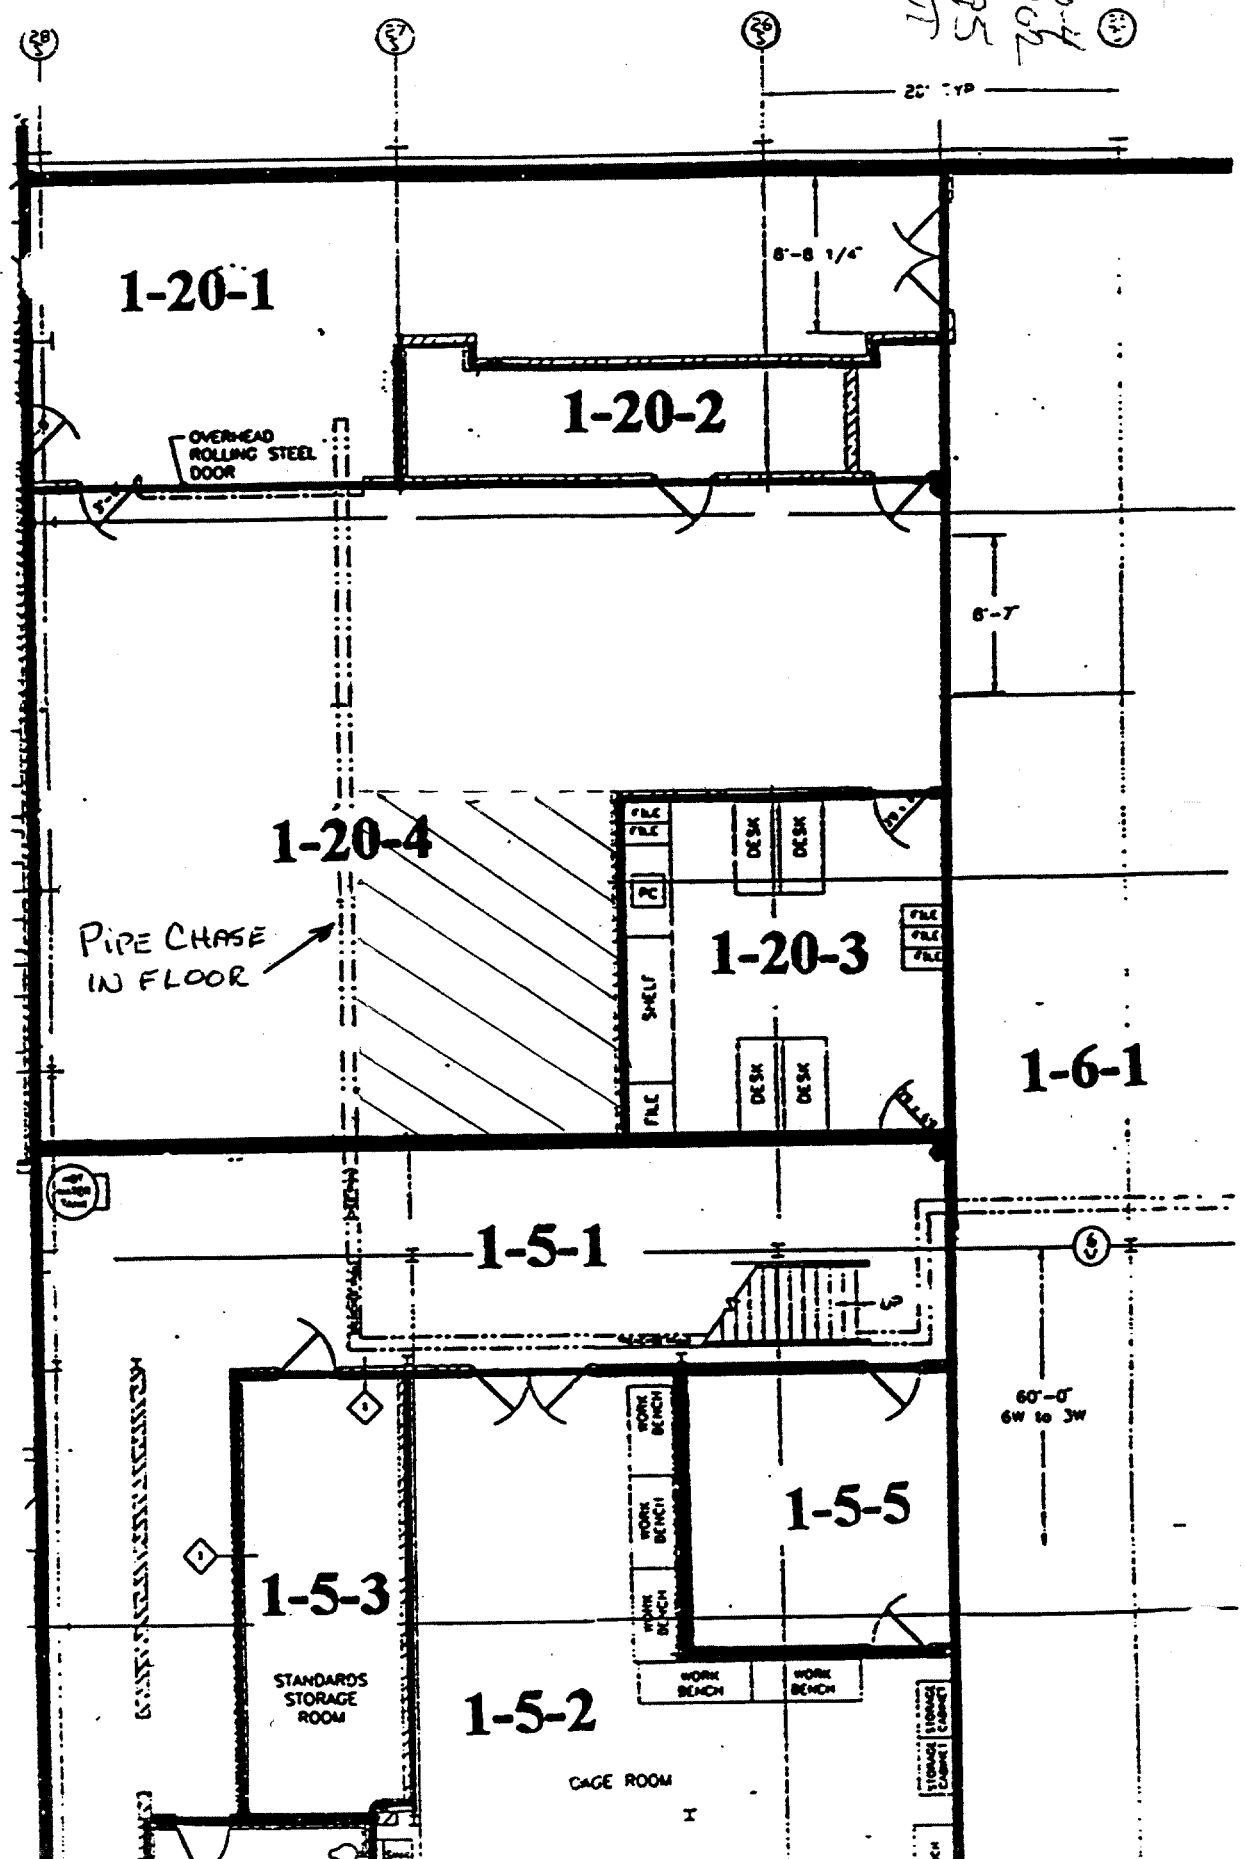 28
27
26
20' TYP
8'-8 1/4"
1-20-1
1-20-2
OVERHEAD
ROLLING STEEL
DOOR
6'-7"
FILE
FILE
DESK
DESK
1-20-4
PC
FILE
FILE
FILE
PIPE CHASE
IN FLOOR
1-20-3
SHELF
1-6-1
DESK
DESK
FILE
1-5-1
6
V
UP
60'-0"
6W to 3W
WORK
BENCH
WORK
BENCH
1-5-5
1-5-3
WORK
BENCH
STANDARDS
STORAGE
ROOM
WORK
BENCH
WORK
BENCH
1-5-2
STORAGE
CABINET
STORAGE
CABINET
CAGE ROOM